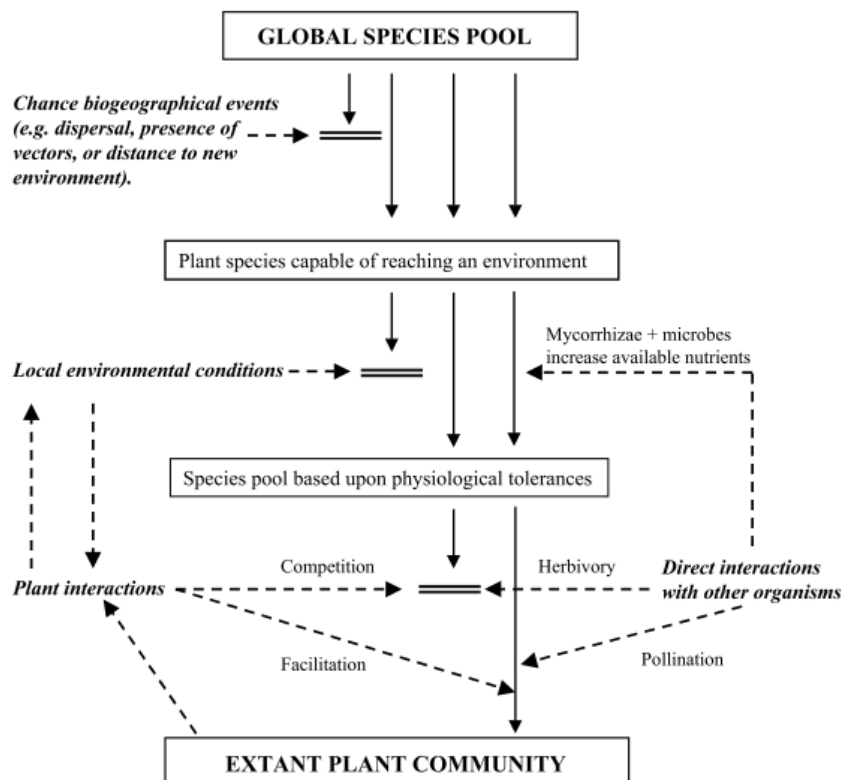 GLOBAL SPECIES POOL
Chance biogeographical events
(e.g. dispersal, presence of
vectors, or distance to new
environment).
Plant species capable of reaching an environment
Mycorrhizae + microbes
increase available nutrients
Local environmental conditions
Species pool based upon physiological tolerances
Competition
Herbivory
Direct interactions
with other organisms
Plant interactions
Facilitation
Pollination
EXTANT PLANT COMMUNITY